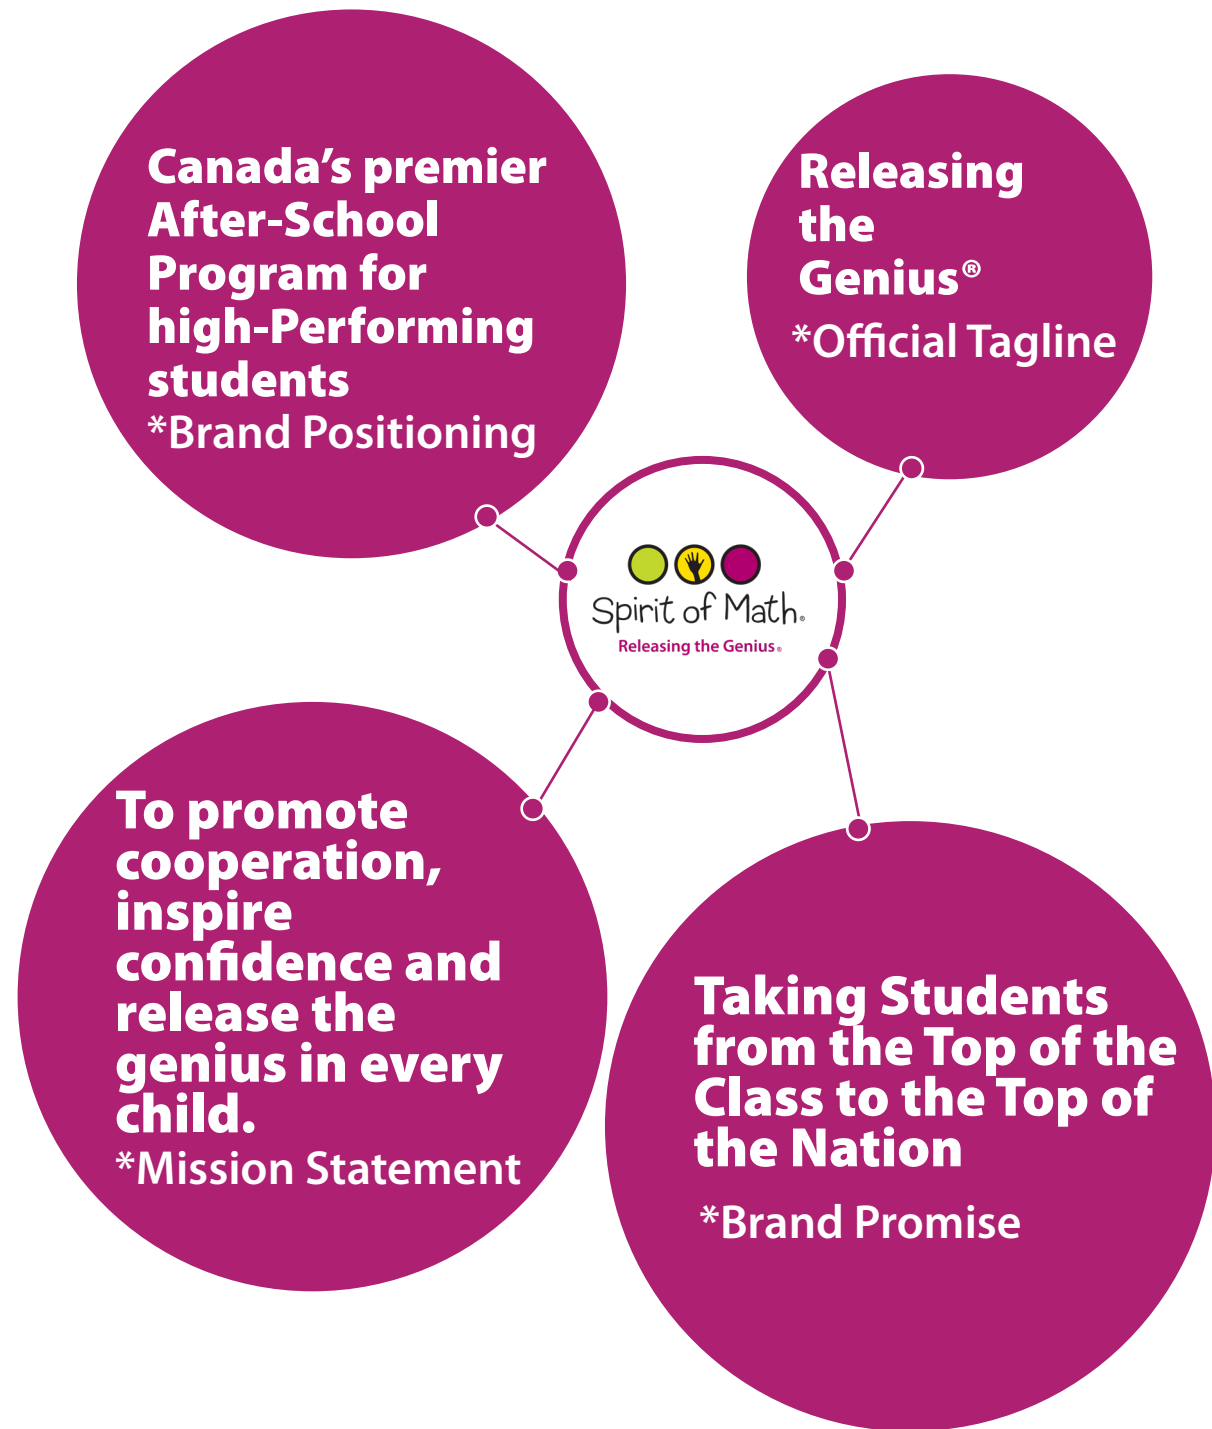 Canada’s premier
After-School
Program for
high-Performing
students
*Brand Positioning
Releasing
the
Genius®
*Official Tagline
Spirit of Math®
Releasing the Genius®
To promote
cooperation,
inspire
confidence and
release the
genius in every
child.
*Mission Statement
Taking Students
from the Top of the
Class to the Top of
the Nation
*Brand Promise